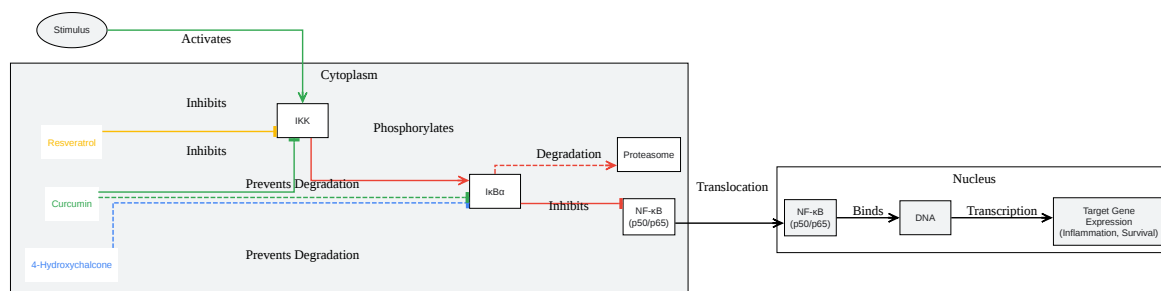 Stimulus
Activates
Cytoplasm
Inhibits
IKK
Phosphorylates
Resveratrol
Inhibits
Degradation
Proteasome
Prevents Degradation
IκBα
Translocation
Nucleus
Curcumin
Inhibits
NF-κB
(p50/p65)
NF-κB
(p50/p65)
Binds
DNA
Transcription
Target Gene
Expression
(Inflammation, Survival)
Prevents Degradation
4-Hydroxychalcone